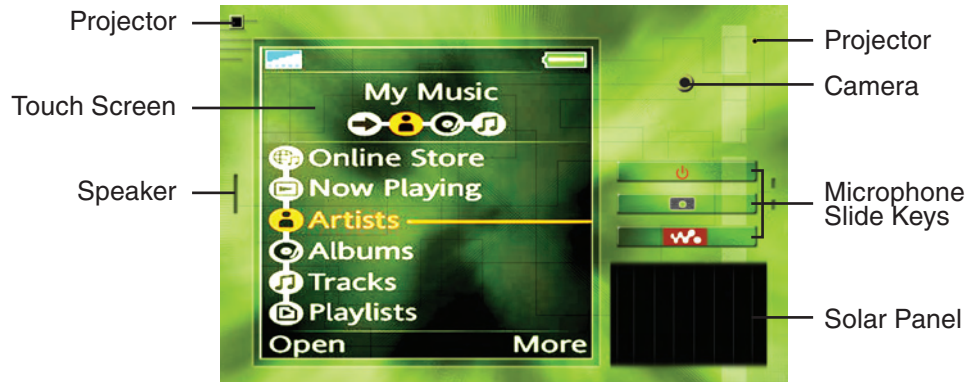 Projector
Touch Screen
Speaker
My Music
Online Store
Now Playing
Artists
Albums
Tracks
Playlists
Open
More
Projector
Camera
Microphone
Slide Keys
Solar Panel